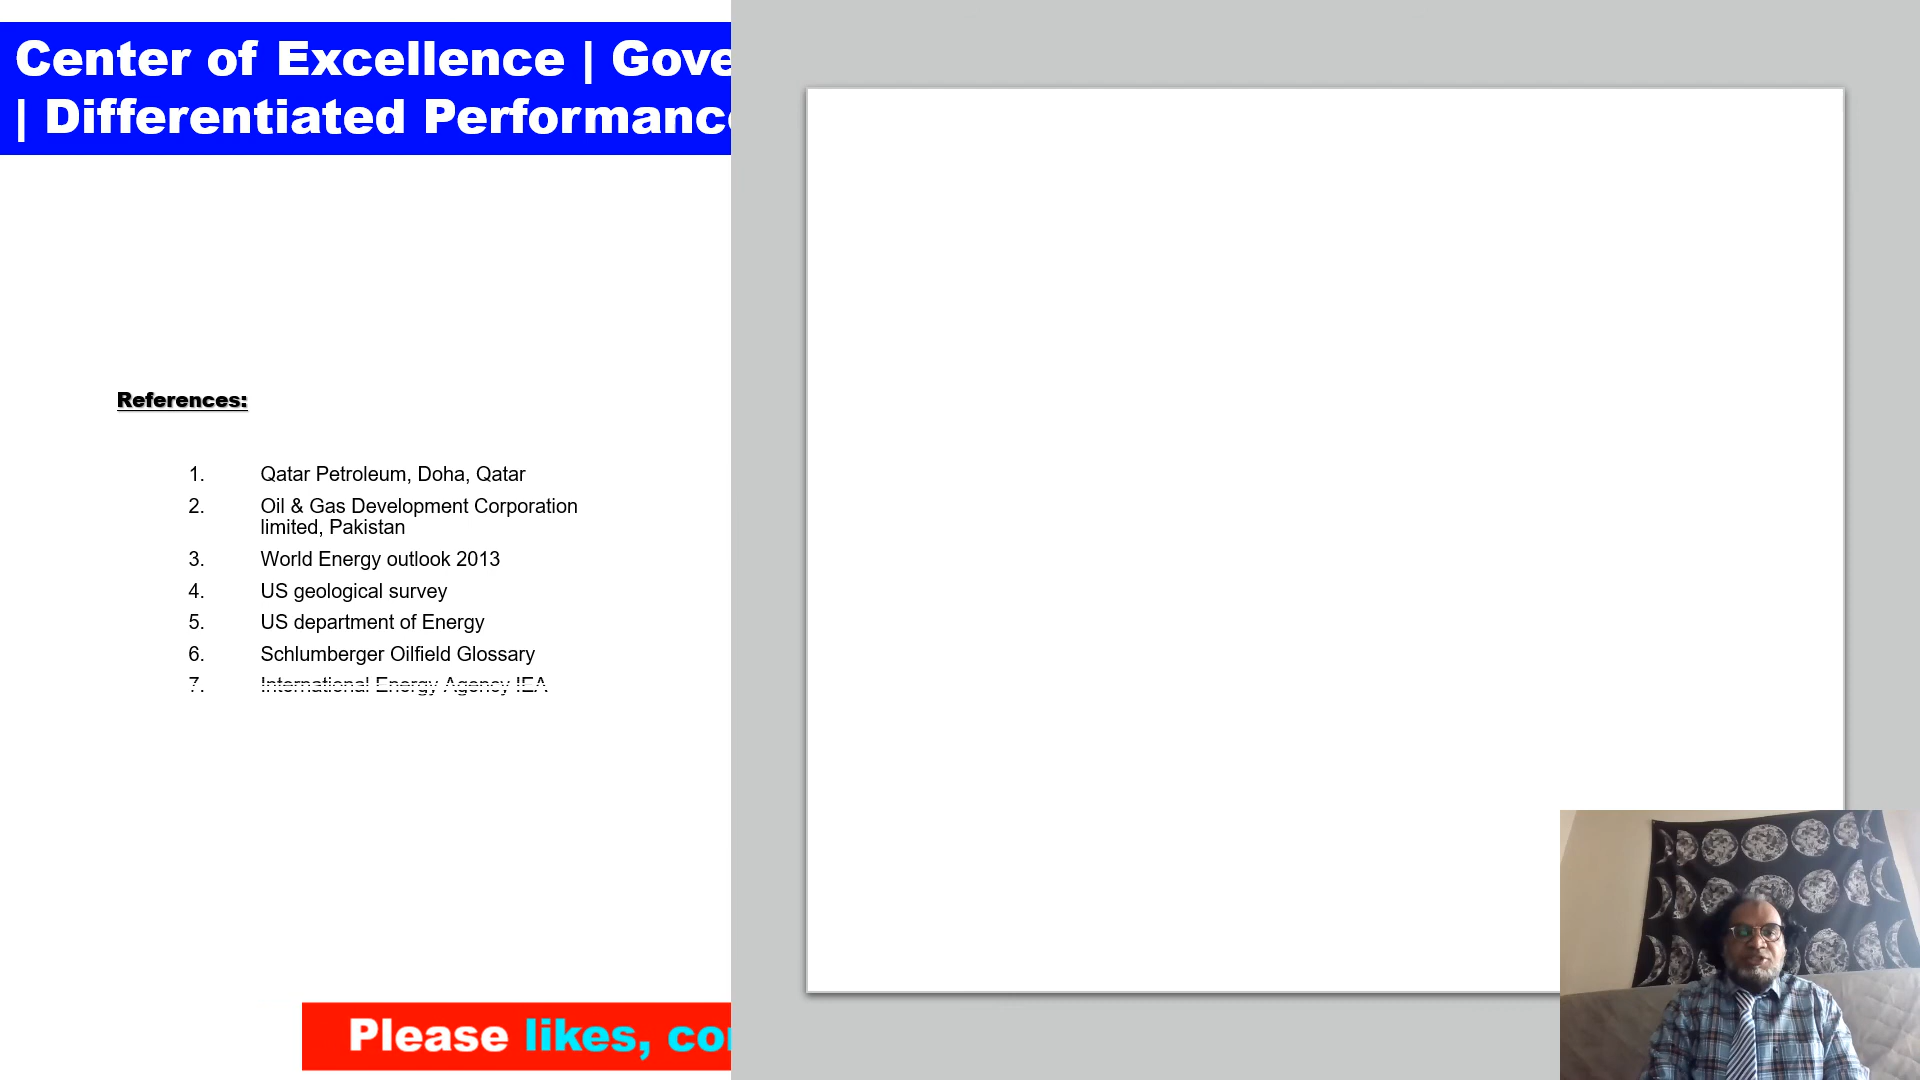 Center of Excellence | Gove
| Differentiated Performanc
References:
1. Qatar Petroleum, Doha, Qatar
2. Oil & Gas Development Corporation
limited, Pakistan
3. World Energy outlook 2013
4. US geological survey
5. US department of Energy
6. Schlumberger Oilfield Glossary
7. International Energy Agency IEA
Please likes, co